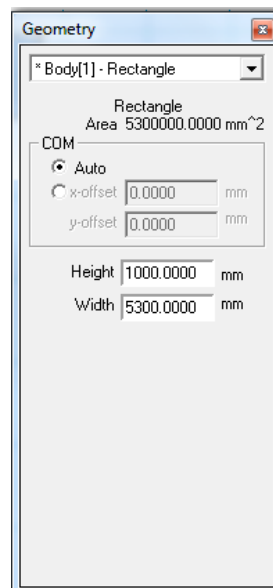 Geometry
* Body[1] - Rectangle
Rectangle
Area 5300000.0000 mm^2
COM
Auto
x-offset 0.0000 mm
y-offset 0.0000 mm
Height 1000.0000 mm
Width 5300.0000 mm